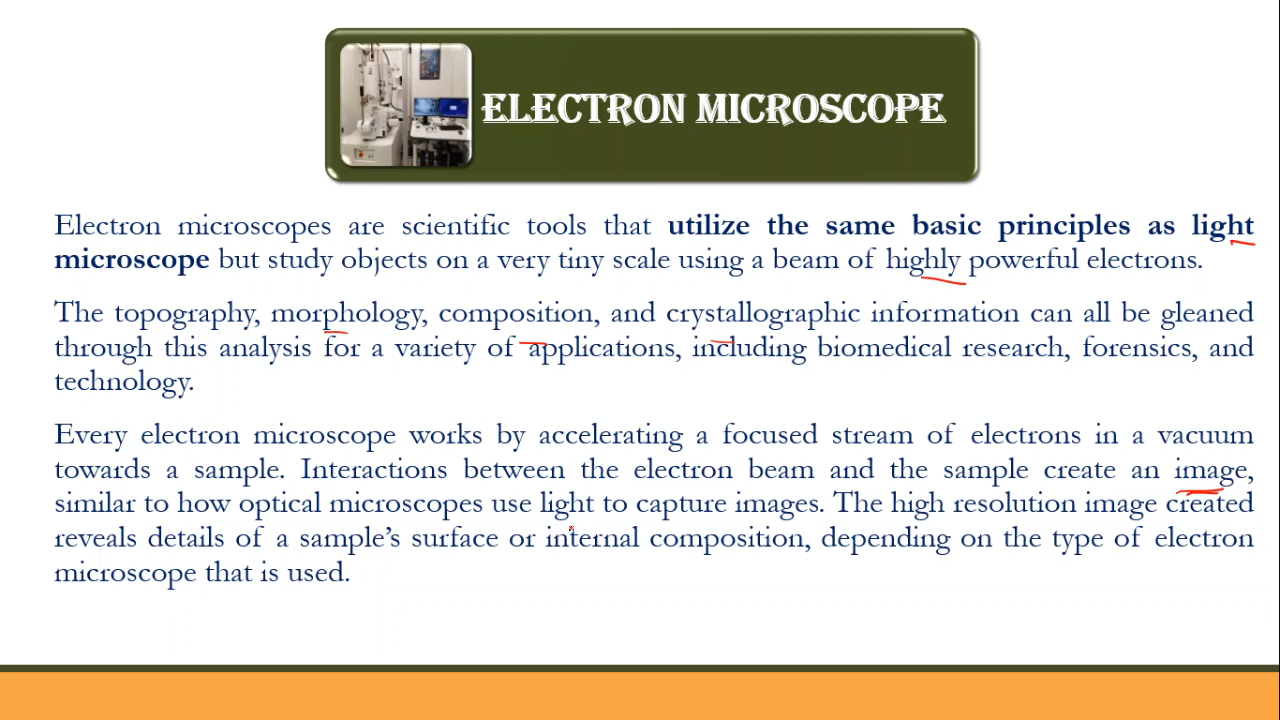 ELECTRON MICROSCOPE
Electron microscopes are scientific tools that utilize the same basic principles as light
microscope but study objects on a very tiny scale using a beam of highly powerful electrons.
The topography, morphology, composition, and crystallographic information can all be gleaned
through this analysis for a variety of applications, including biomedical research, forensics, and
technology.
Every electron microscope works by accelerating a focused stream of electrons in a vacuum
towards a sample. Interactions between the electron beam and the sample create an image,
similar to how optical microscopes use light to capture images. The high resolution image created
reveals details of a sample’s surface or internal composition, depending on the type of electron
microscope that is used.